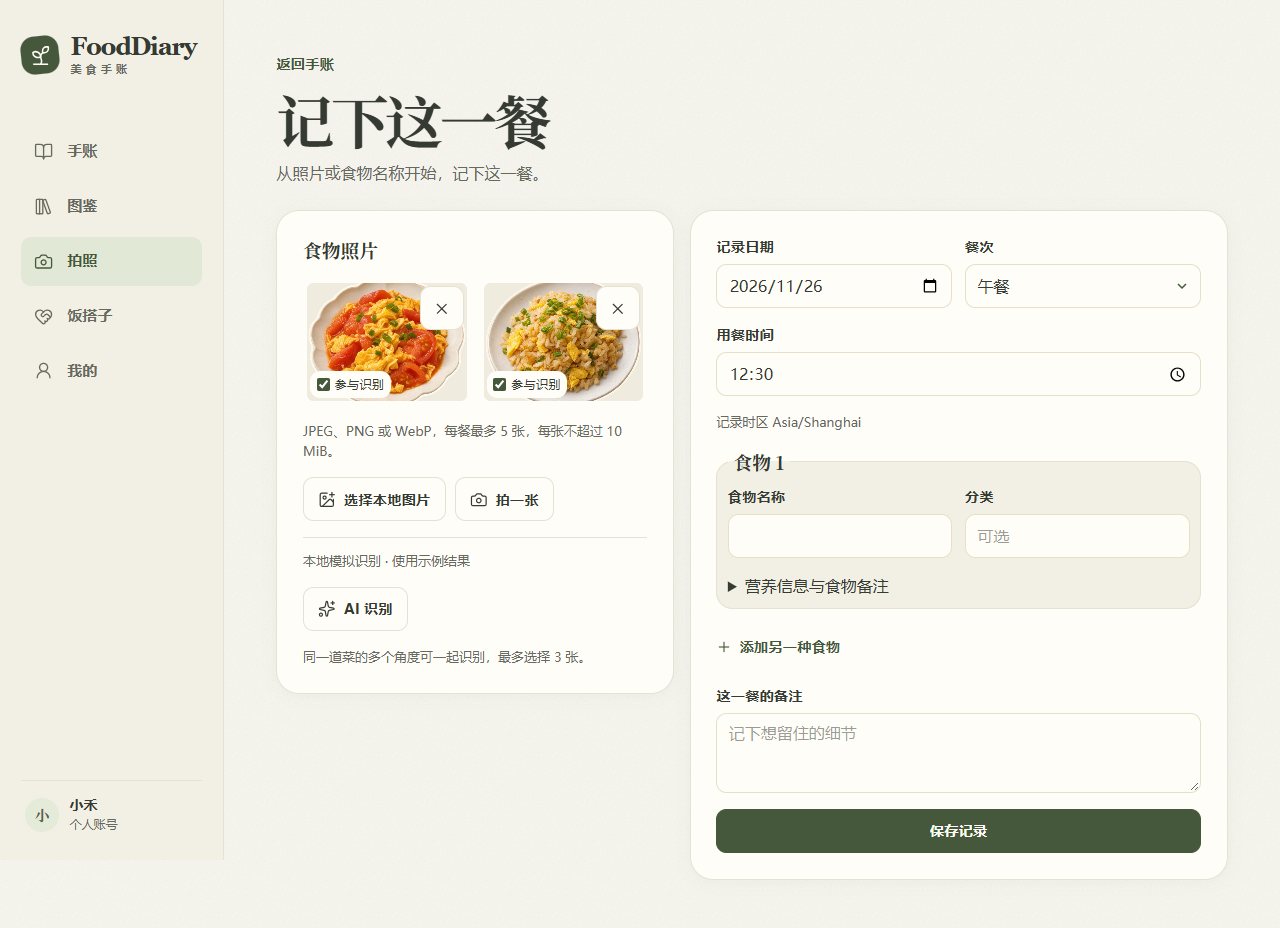 FoodDiary
美食手账
手账
图鉴
拍照
饭搭子
我的
小
小禾
个人账号
返回手账
记下这一餐
从照片或食物名称开始，记下这一餐。
食物照片
参与识别
参与识别
JPEG、PNG 或 WebP，每餐最多 5 张，每张不超过 10
MiB。
选择本地图片
拍一张
本地模拟识别 · 使用示例结果
AI 识别
同一道菜的多个角度可一起识别，最多选择 3 张。
记录日期
餐次
2026/11/26
午餐
用餐时间
12:30
记录时区 Asia/Shanghai
食物 1
食物名称
分类
可选
营养信息与食物备注
添加另一种食物
这一餐的备注
记下想留住的细节
保存记录